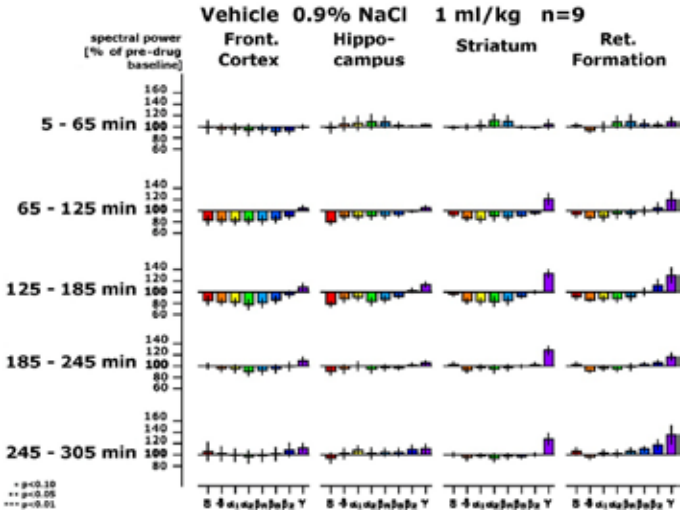 Vehicle 0.9% NaCl 1 ml/kg n=9
spectral power
[% of pre-drug
baseline]
Front.
Cortex
Hippo-
campus
Striatum
Ret.
Formation
160
140
120
5 - 65 min 100
80
60
140
120
65 - 125 min 100
80
60
140
120
125 - 185 min 100
80
60
140
120
185 - 245 min 100
80
160
140
120
245 - 305 min 100
80
* p<0.10
** p<0.05
*** p<0.01